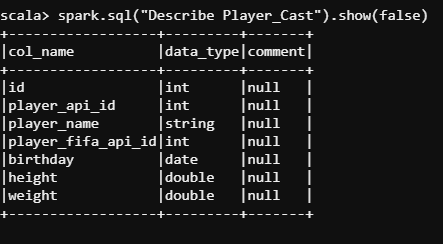 scala> spark.sql("Describe Player_Cast").show(false)
+------------------+---------+-------+
|col_name          |data_type|comment|
+------------------+---------+-------+
|id                |int      |null   |
|player_api_id     |int      |null   |
|player_name       |string   |null   |
|player_fifa_api_id|int      |null   |
|birthday          |date     |null   |
|height            |double   |null   |
|weight            |double   |null   |
+------------------+---------+-------+